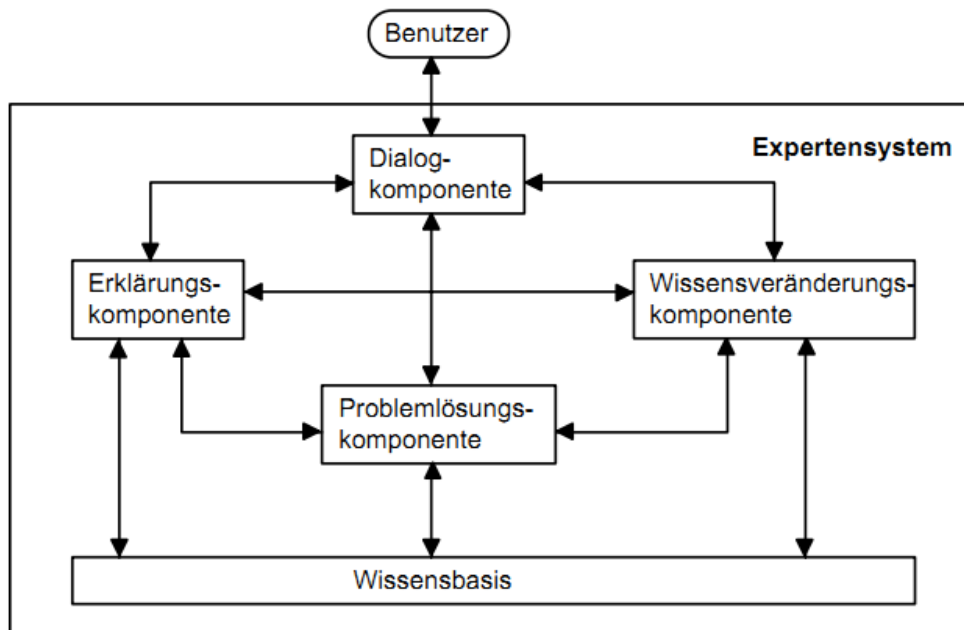 Benutzer
Expertensystem
Dialog-
komponente
Erklärungs-
komponente
Wissensveränderungs-
komponente
Problemlösungs-
komponente
Wissensbasis